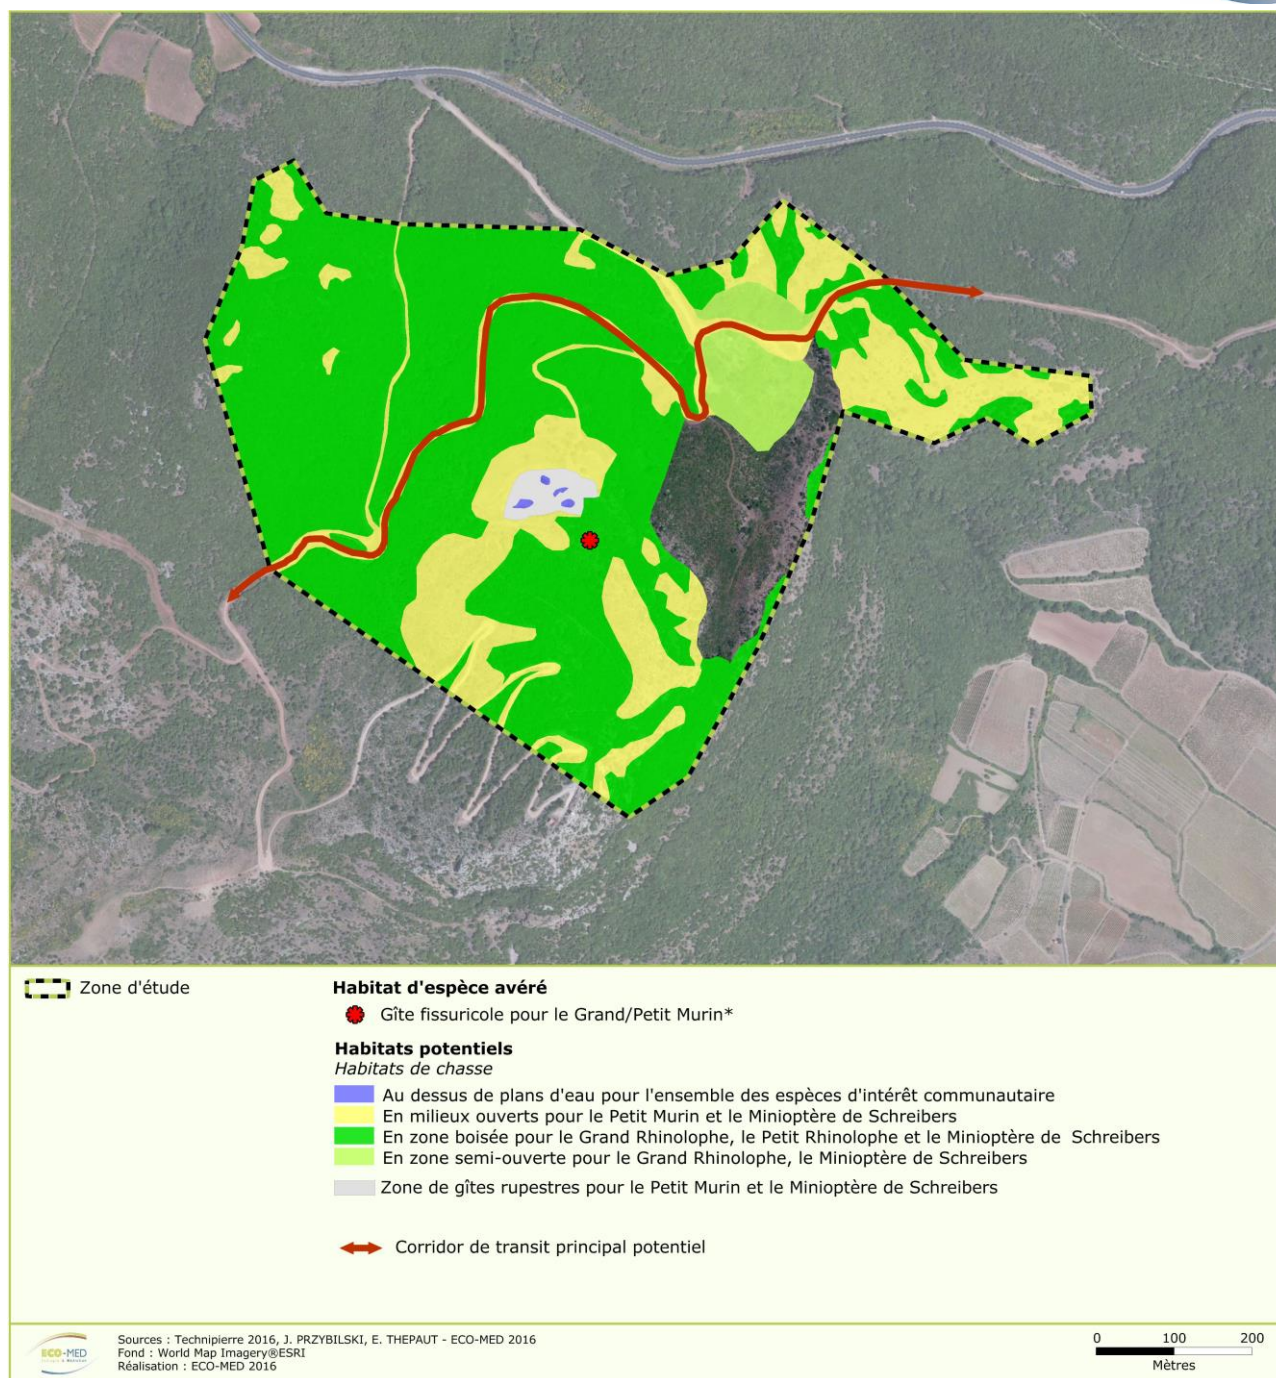 Zone d'étude
Habitat d'espèce avéré
Gîte fissuricole pour le Grand/Petit Murin*
Habitats potentiels
Habitats de chasse
Au dessus de plans d'eau pour l'ensemble des espèces d'intérêt communautaire
En milieux ouverts pour le Petit Murin et le Minioptère de Schreibers
En zone boisée pour le Grand Rhinolophe, le Petit Rhinolophe et le Minioptère de Schreibers
En zone semi-ouverte pour le Grand Rhinolophe, le Minioptère de Schreibers
Zone de gîtes rupestres pour le Petit Murin et le Minioptère de Schreibers
Corridor de transit principal potentiel
ECO-MED
Sources : Technipierre 2016, J. PRZYBILSKI, E. THEPAUT - ECO-MED 2016
Fond : World Map Imagery®ESRI
Réalisation : ECO-MED 2016
0 100 200
Mètres